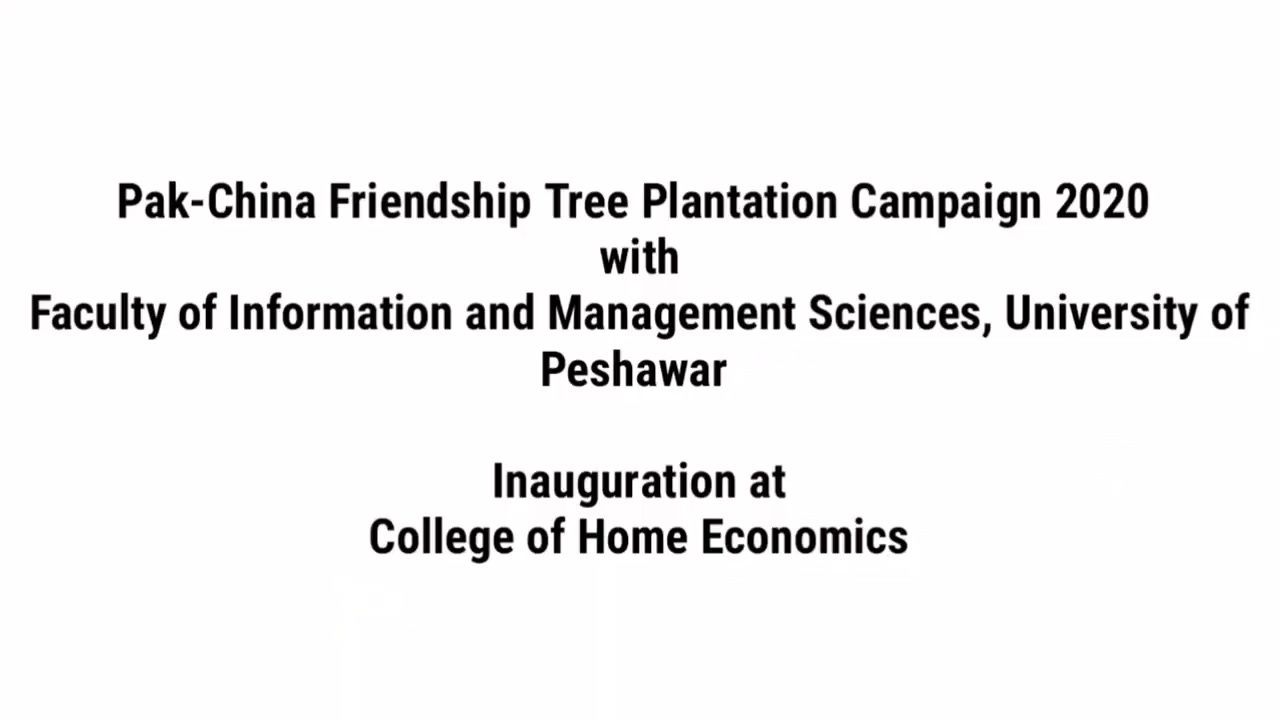 Pak-China Friendship Tree Plantation Campaign 2020
with
Faculty of Information and Management Sciences, University of
Peshawar
Inauguration at
College of Home Economics